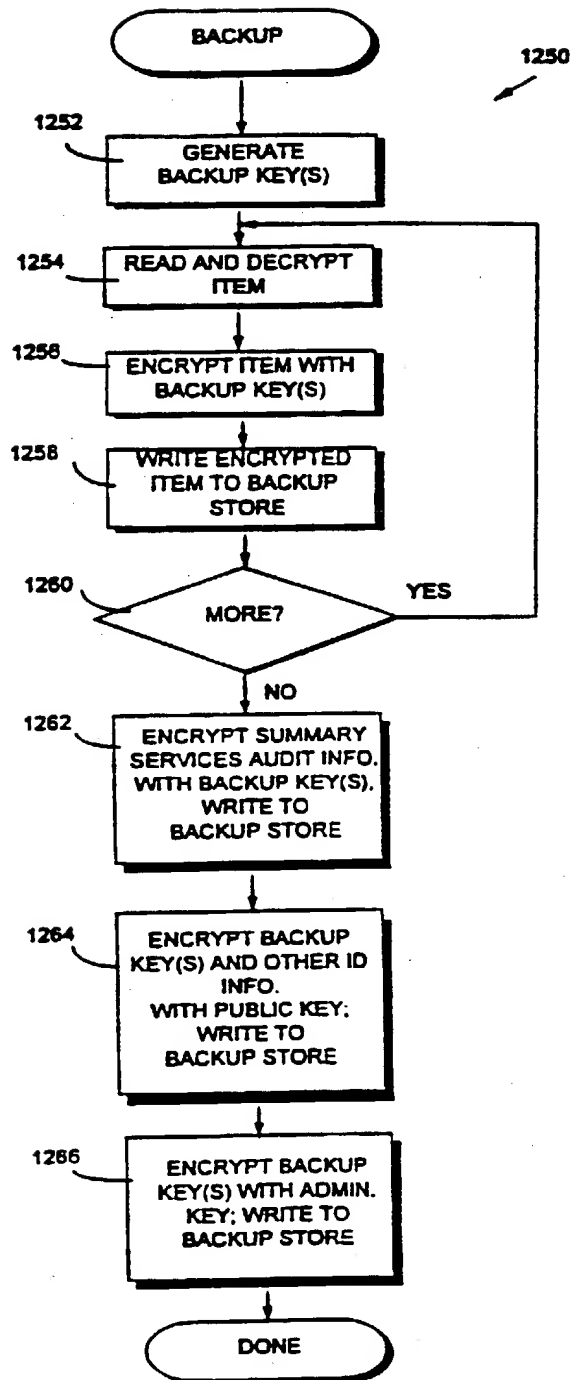 BACKUP
1250
1252
GENERATE
BACKUP KEY(S)
1254
READ AND DECRYPT
ITEM
1256
ENCRYPT ITEM WITH
BACKUP KEY(S)
1258
WRITE ENCRYPTED
ITEM TO BACKUP
STORE
1260
MORE?
YES
NO
1262
ENCRYPT SUMMARY
SERVICES AUDIT INFO.
WITH BACKUP KEY(S),
WRITE TO
BACKUP STORE
1264
ENCRYPT BACKUP
KEY(S) AND OTHER ID
INFO.
WITH PUBLIC KEY;
WRITE TO
BACKUP STORE
1266
ENCRYPT BACKUP
KEY(S) WITH ADMIN.
KEY; WRITE TO
BACKUP STORE
DONE